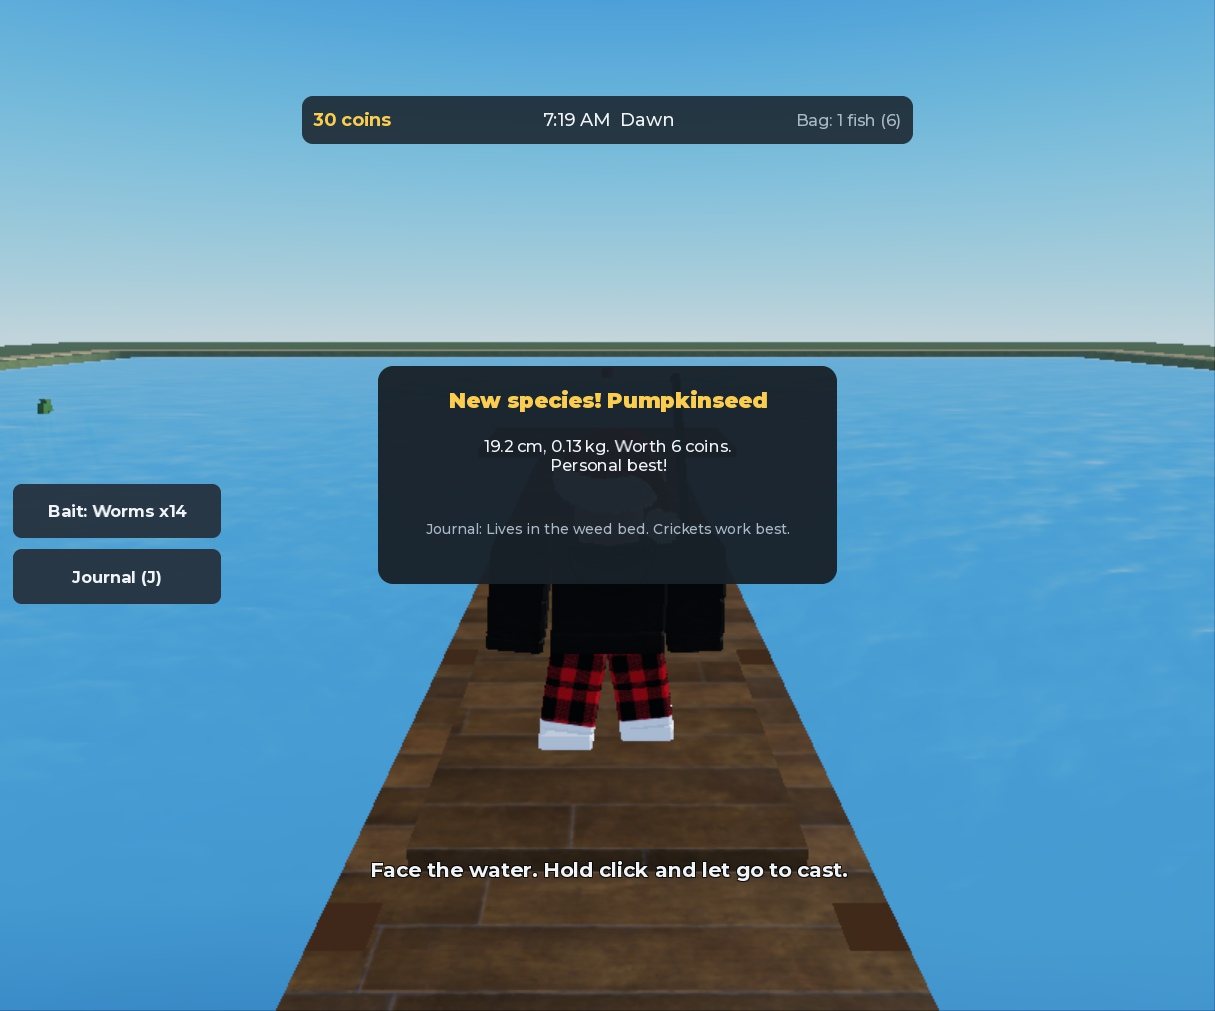 30 coins
7:19 AM  Dawn
Bag: 1 fish (6)
New species! Pumpkinseed
19.2 cm, 0.13 kg. Worth 6 coins.
Personal best!
Journal: Lives in the weed bed. Crickets work best.
Bait: Worms x14
Journal (J)
Face the water. Hold click and let go to cast.